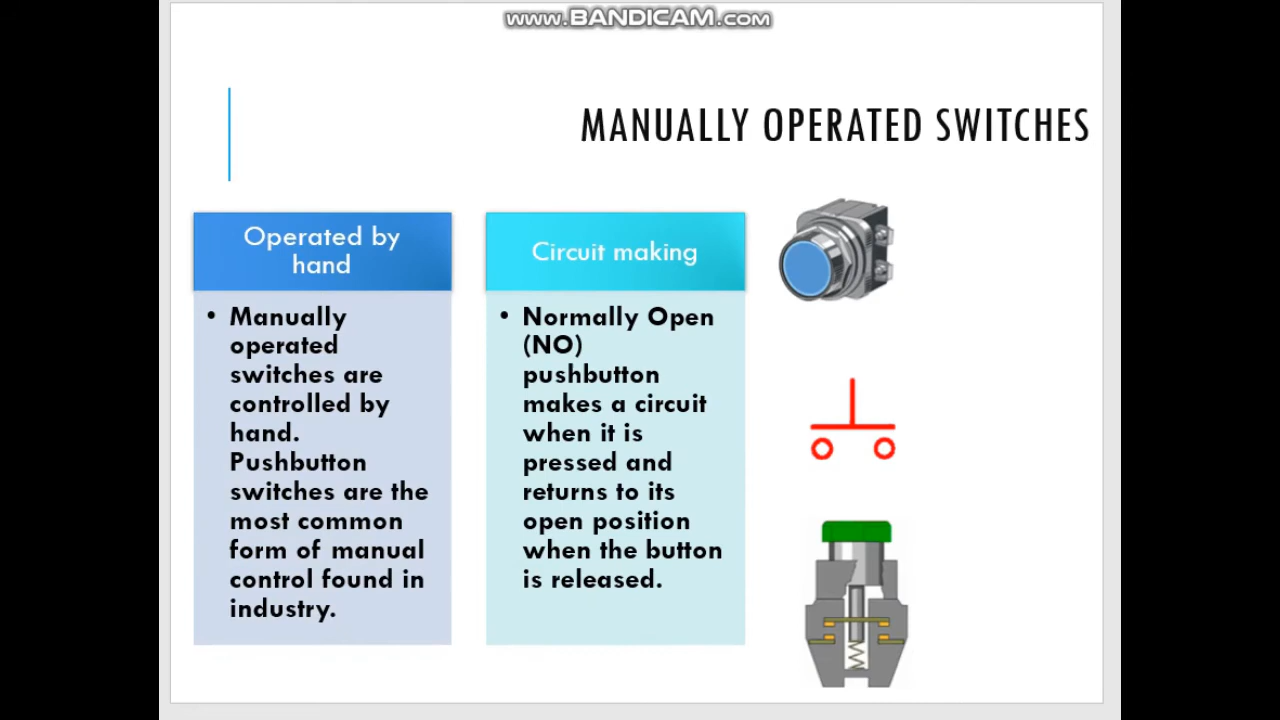 www.BANDICAM.com
MANUALLY OPERATED SWITCHES
Operated by
hand
• Manually
operated
switches are
controlled by
hand.
Pushbutton
switches are the
most common
form of manual
control found in
industry.
Circuit making
• Normally Open
(NO)
pushbutton
makes a circuit
when it is
pressed and
returns to its
open position
when the button
is released.